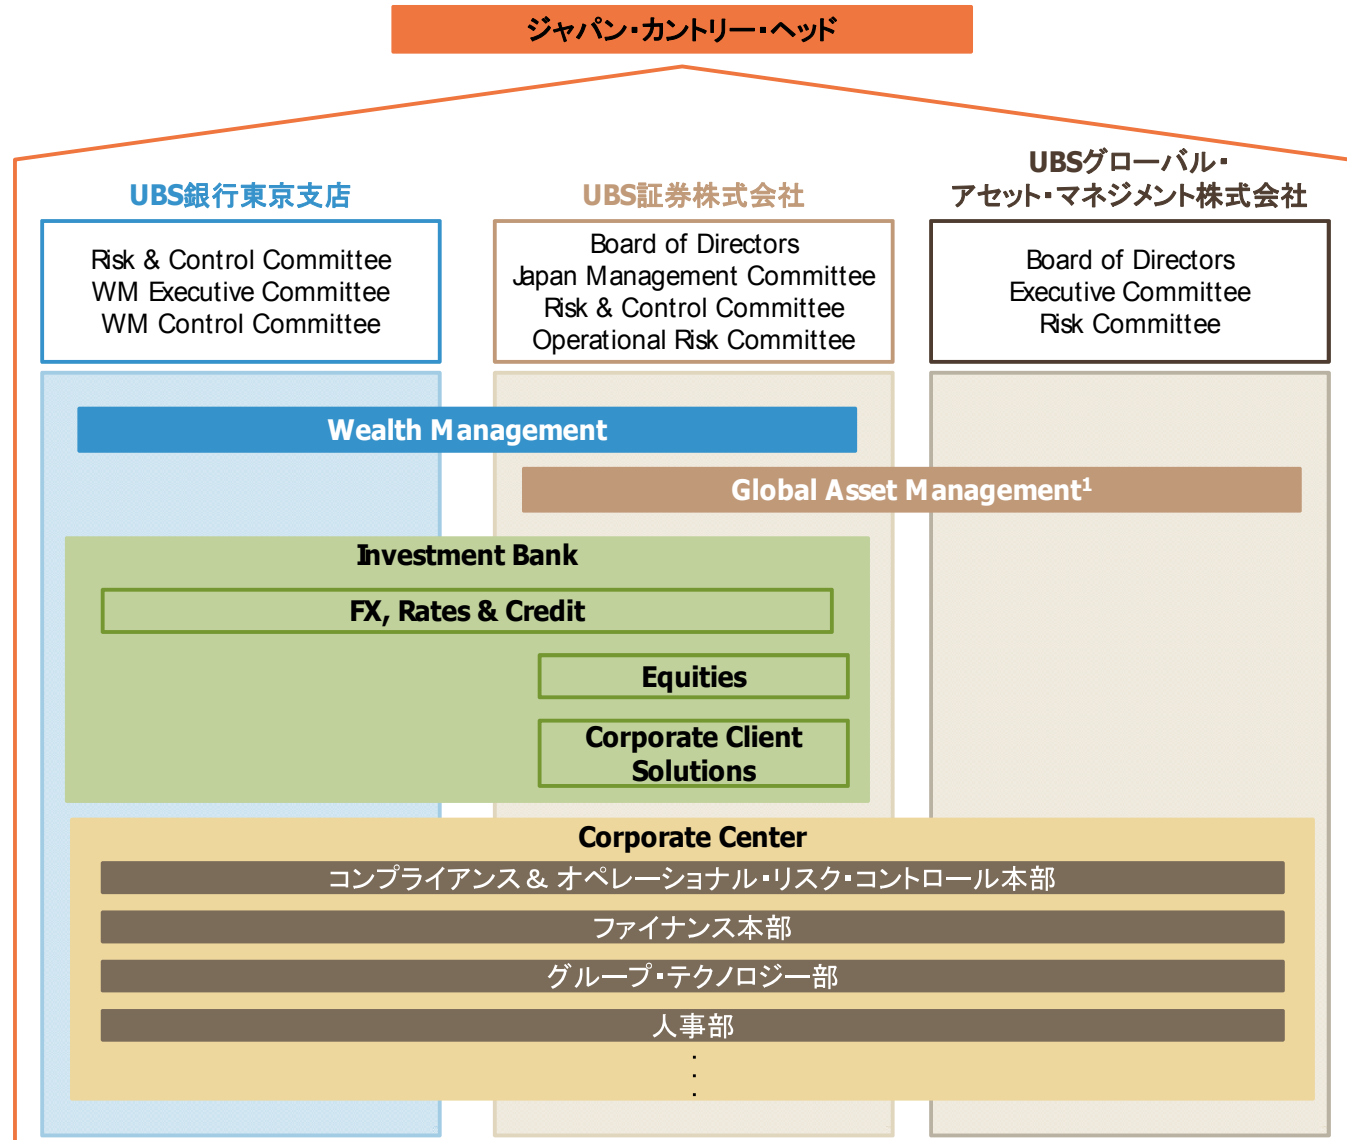 ジャパン・カントリー・ヘッド
UBS銀行東京支店
Risk & Control Committee
WM Executive Committee
WM Control Committee
UBS証券株式会社
Board of Directors
Japan Management Committee
Risk & Control Committee
Operational Risk Committee
UBSグローバル・
アセット・マネジメント株式会社
Board of Directors
Executive Committee
Risk Committee
Wealth Management
Global Asset Management¹
Investment Bank
FX, Rates & Credit
Equities
Corporate Client
Solutions
Corporate Center
コンプライアンス & オペレーショナル・リスク・コントロール本部
ファイナンス本部
グループ・テクノロジー部
人事部